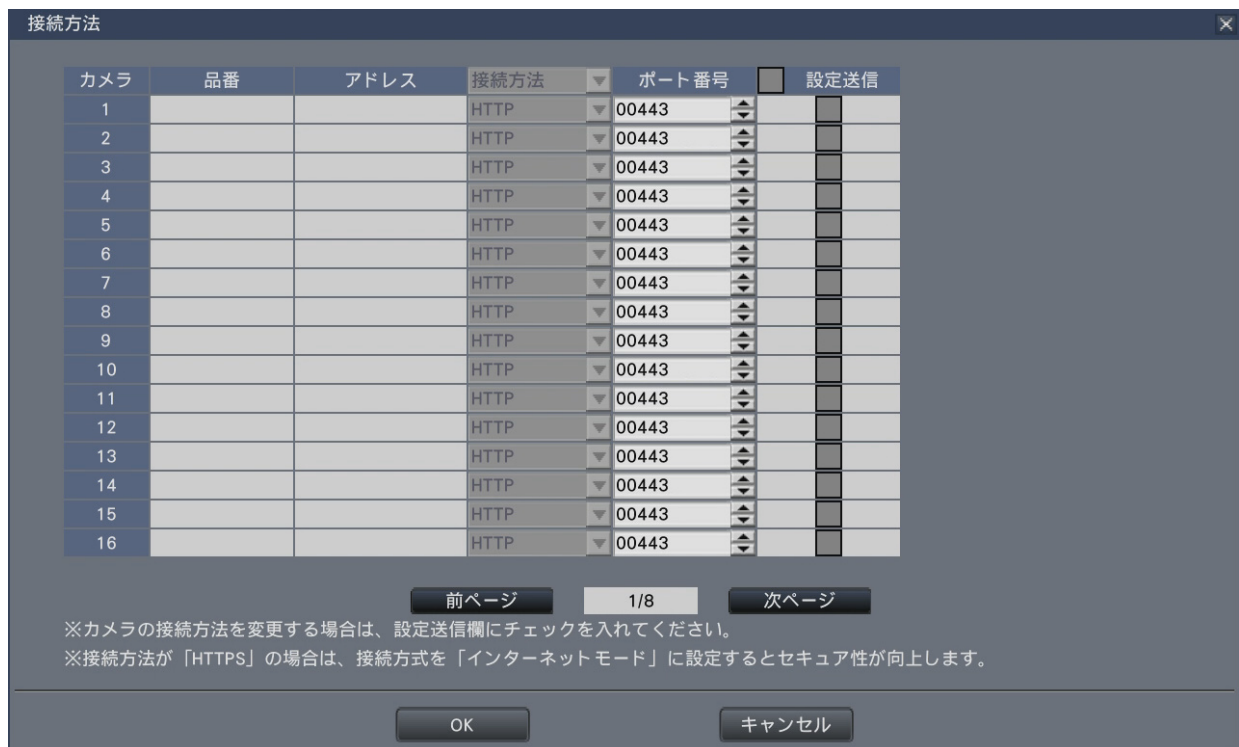 接続方法
カメラ 品番 アドレス 接続方法 ポート番号 設定送信
1 HTTP 00443
2 HTTP 00443
3 HTTP 00443
4 HTTP 00443
5 HTTP 00443
6 HTTP 00443
7 HTTP 00443
8 HTTP 00443
9 HTTP 00443
10 HTTP 00443
11 HTTP 00443
12 HTTP 00443
13 HTTP 00443
14 HTTP 00443
15 HTTP 00443
16 HTTP 00443
前ページ 1/8 次ページ
※カメラの接続方法を変更する場合は、設定送信欄にチェックを入れてください。
※接続方法が「HTTPS」の場合は、接続方式を「インターネットモード」に設定するとセキュア性が向上します。
OK キャンセル